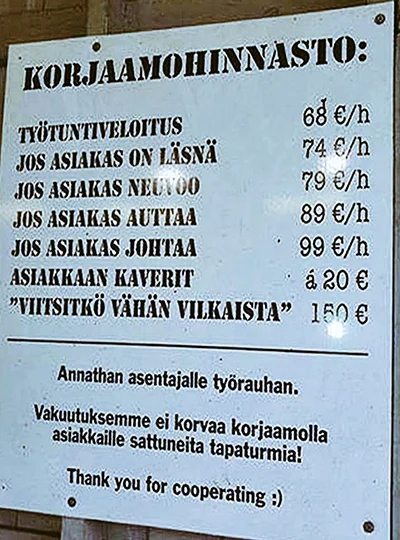 KORJAAMOHINNASTO:
TYÖTUNTIVELOITUS 68 €/h
JOS ASIAKAS ON LÄSNÄ 74 €/h
JOS ASIAKAS NEUVOO 79 €/h
JOS ASIAKAS AUTTAA 89 €/h
JOS ASIAKAS JOHTAA 99 €/h
ASIAKKAAN KAVERIT á 20 €
”VIITSITKÖ VÄHÄN VILKAISTA” 150 €
Annathan asentajalle työrauhan.
Vakuutuksemme ei korvaa korjaamolla
asiakkaille sattuneita tapaturmia!
Thank you for cooperating :)